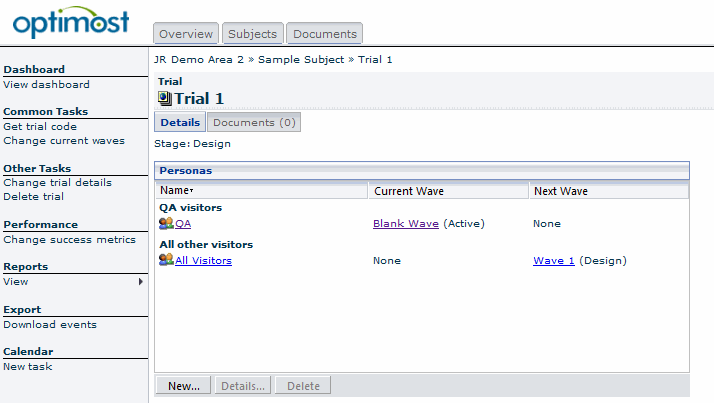 optimost
Overview Subjects Documents
JR Demo Area 2 » Sample Subject » Trial 1
Dashboard
View dashboard
Common Tasks
Get trial code
Change current waves
Other Tasks
Change trial details
Delete trial
Performance
Change success metrics
Reports
View
Export
Download events
Calendar
New task
Trial
Trial 1
Details Documents (0)
Stage: Design
Personas
Name Current Wave Next Wave
QA visitors
QA Blank Wave (Active) None
All other visitors
All Visitors None Wave 1 (Design)
New... Details... Delete